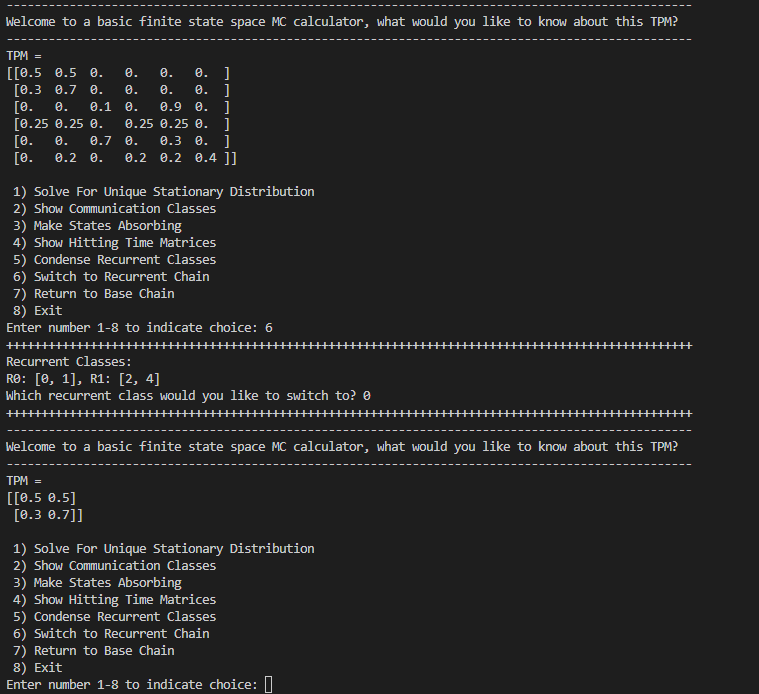 ---------------------------------------------------------------------------------------------------
Welcome to a basic finite state space MC calculator, what would you like to know about this TPM?
---------------------------------------------------------------------------------------------------
TPM =
[[0.5  0.5  0.   0.   0.   0.  ]
 [0.3  0.7  0.   0.   0.   0.  ]
 [0.   0.   0.1  0.   0.9  0.  ]
 [0.25 0.25 0.   0.25 0.25 0.  ]
 [0.   0.   0.7  0.   0.3  0.  ]
 [0.   0.2  0.   0.2  0.2  0.4 ]]
 1) Solve For Unique Stationary Distribution
 2) Show Communication Classes
 3) Make States Absorbing
 4) Show Hitting Time Matrices
 5) Condense Recurrent Classes
 6) Switch to Recurrent Chain
 7) Return to Base Chain
 8) Exit
Enter number 1-8 to indicate choice: 6
++++++++++++++++++++++++++++++++++++++++++++++++++++++++++++++++++++++++++++++++++++++++++++++++++
Recurrent Classes:
R0: [0, 1], R1: [2, 4]
Which recurrent class would you like to switch to? 0
++++++++++++++++++++++++++++++++++++++++++++++++++++++++++++++++++++++++++++++++++++++++++++++++++
---------------------------------------------------------------------------------------------------
Welcome to a basic finite state space MC calculator, what would you like to know about this TPM?
---------------------------------------------------------------------------------------------------
TPM =
[[0.5 0.5]
 [0.3 0.7]]
 1) Solve For Unique Stationary Distribution
 2) Show Communication Classes
 3) Make States Absorbing
 4) Show Hitting Time Matrices
 5) Condense Recurrent Classes
 6) Switch to Recurrent Chain
 7) Return to Base Chain
 8) Exit
Enter number 1-8 to indicate choice: